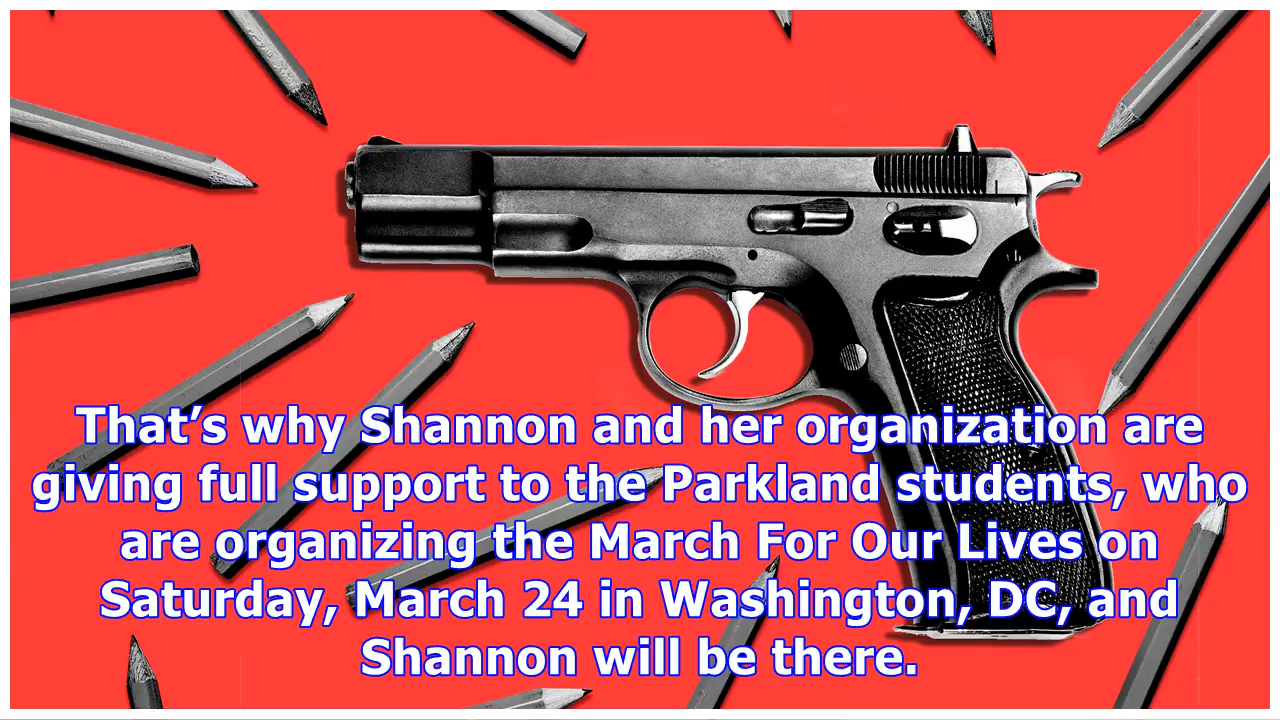 That’s why Shannon and her organization are
giving full support to the Parkland students, who
are organizing the March For Our Lives on
Saturday, March 24 in Washington, DC, and
Shannon will be there.